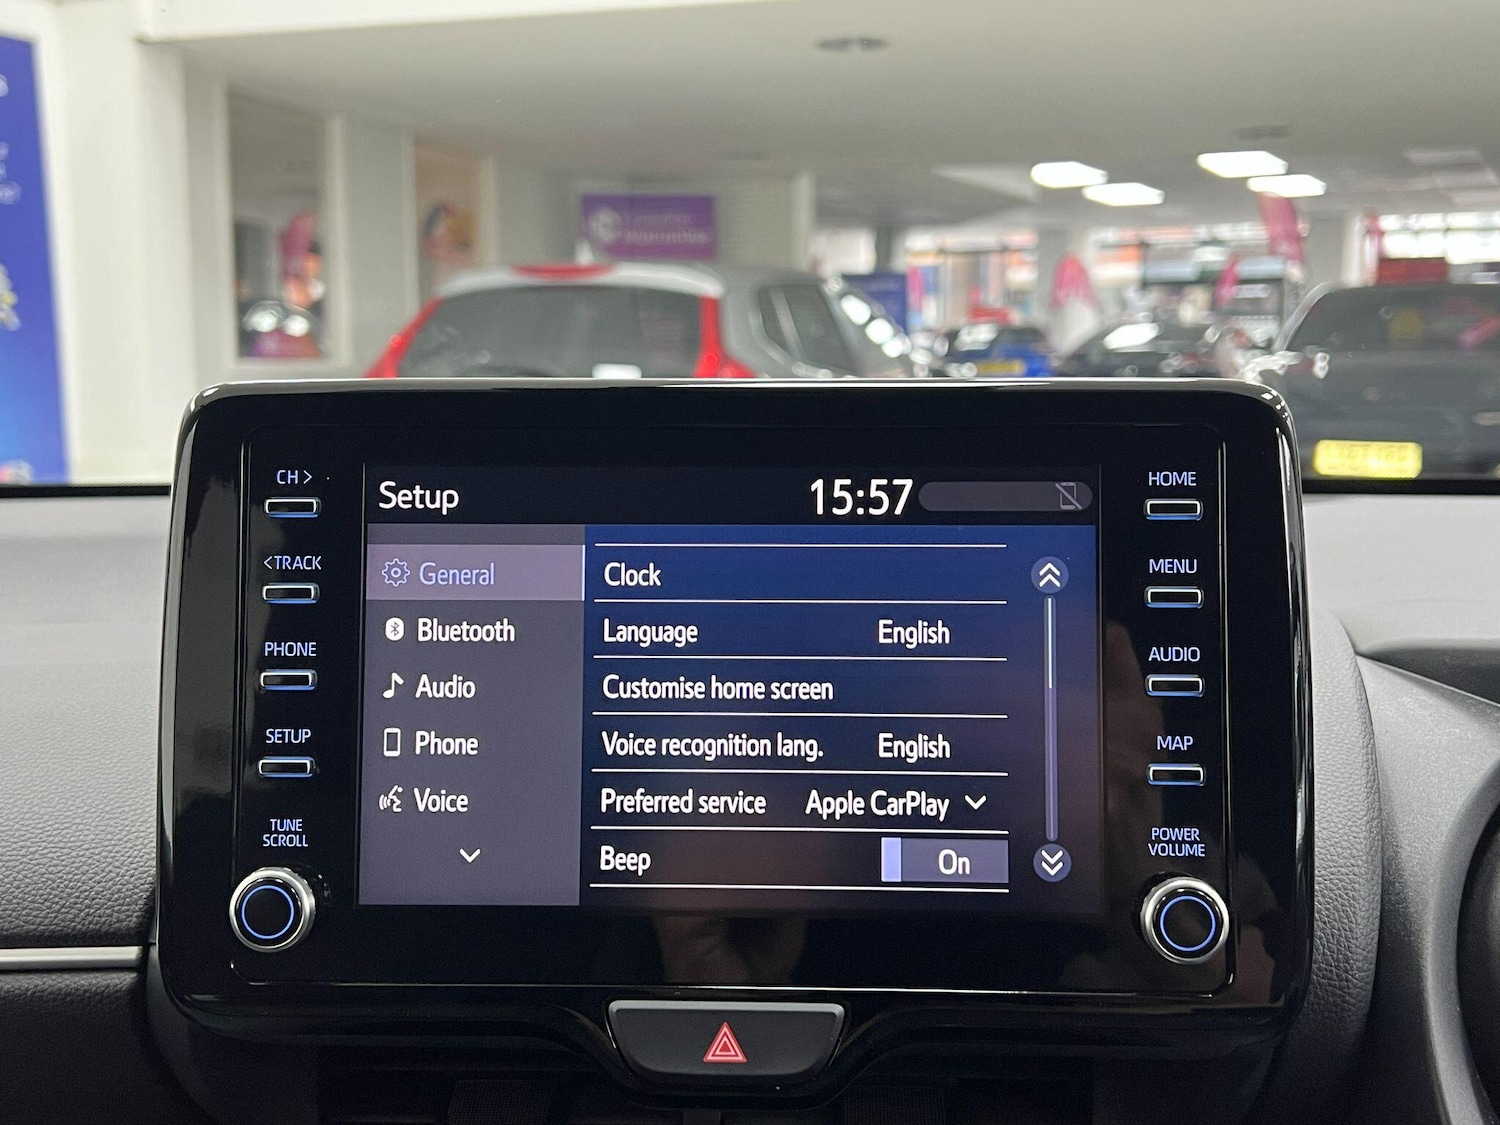 CH >
< TRACK
PHONE
SETUP
TUNE
SCROLL
Setup
15:57
General
Bluetooth
Audio
Phone
Voice
Clock
Language English
Customise home screen
Voice recognition lang. English
Preferred service Apple CarPlay
Beep On
HOME
MENU
AUDIO
MAP
POWER
VOLUME